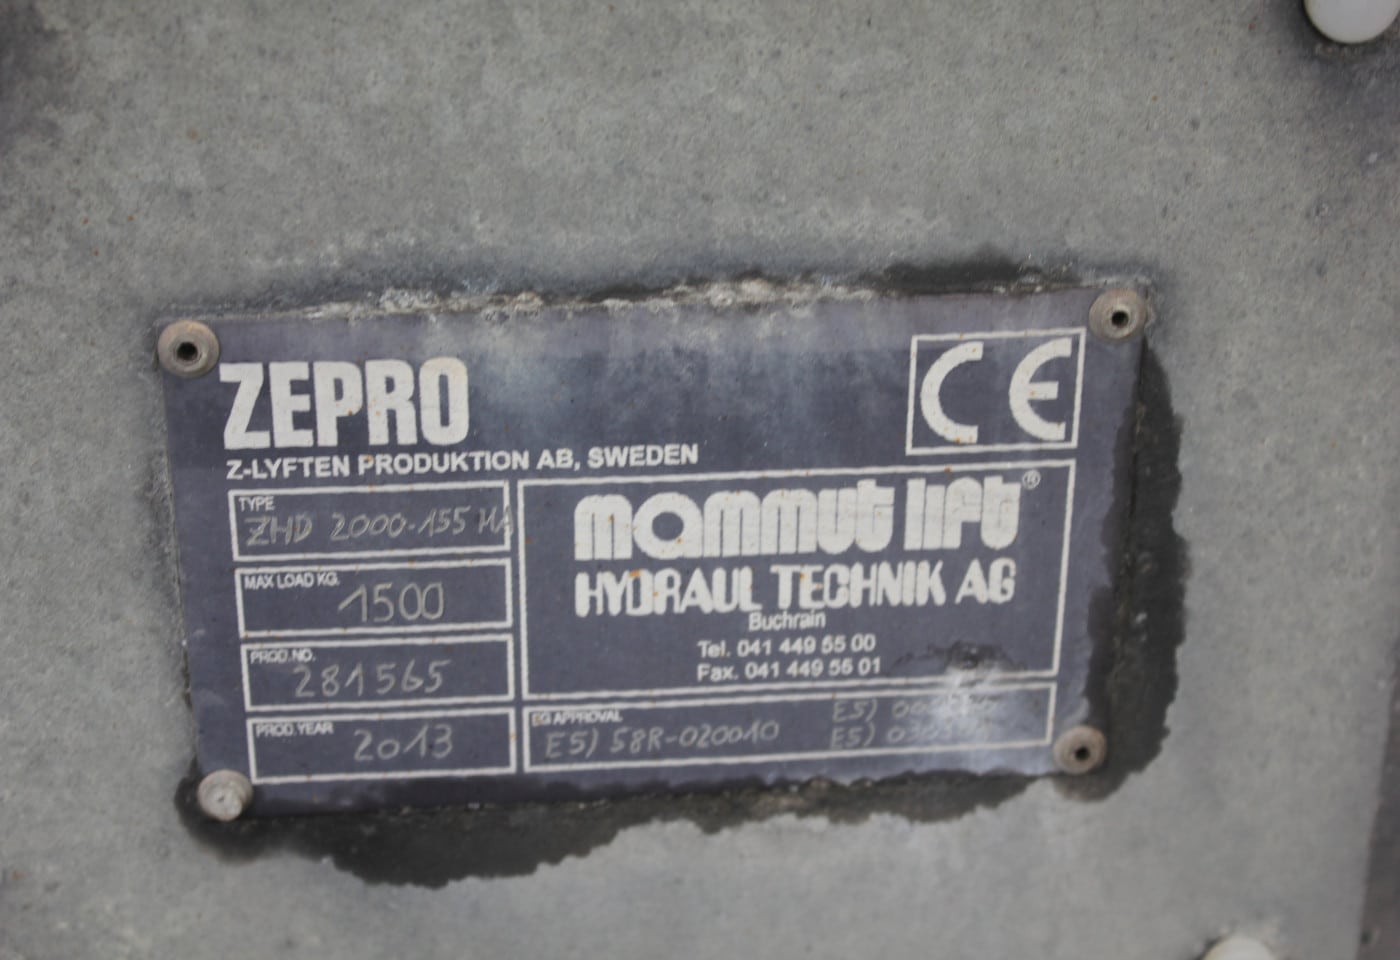 ZEPRO
CE
Z-LYFTEN PRODUKTION AB, SWEDEN
TYPE
ZHD 2000-155 MA
MAX LOAD KG.
1500
PROD.NO.
281565
PROD.YEAR
2013
mammut lift®
HYDRAUL TECHNIK AG
Buchrain
Tel. 041 449 55 00
Fax. 041 449 55 01
EG APPROVAL
E5) 58R-020010
E5)
E5)